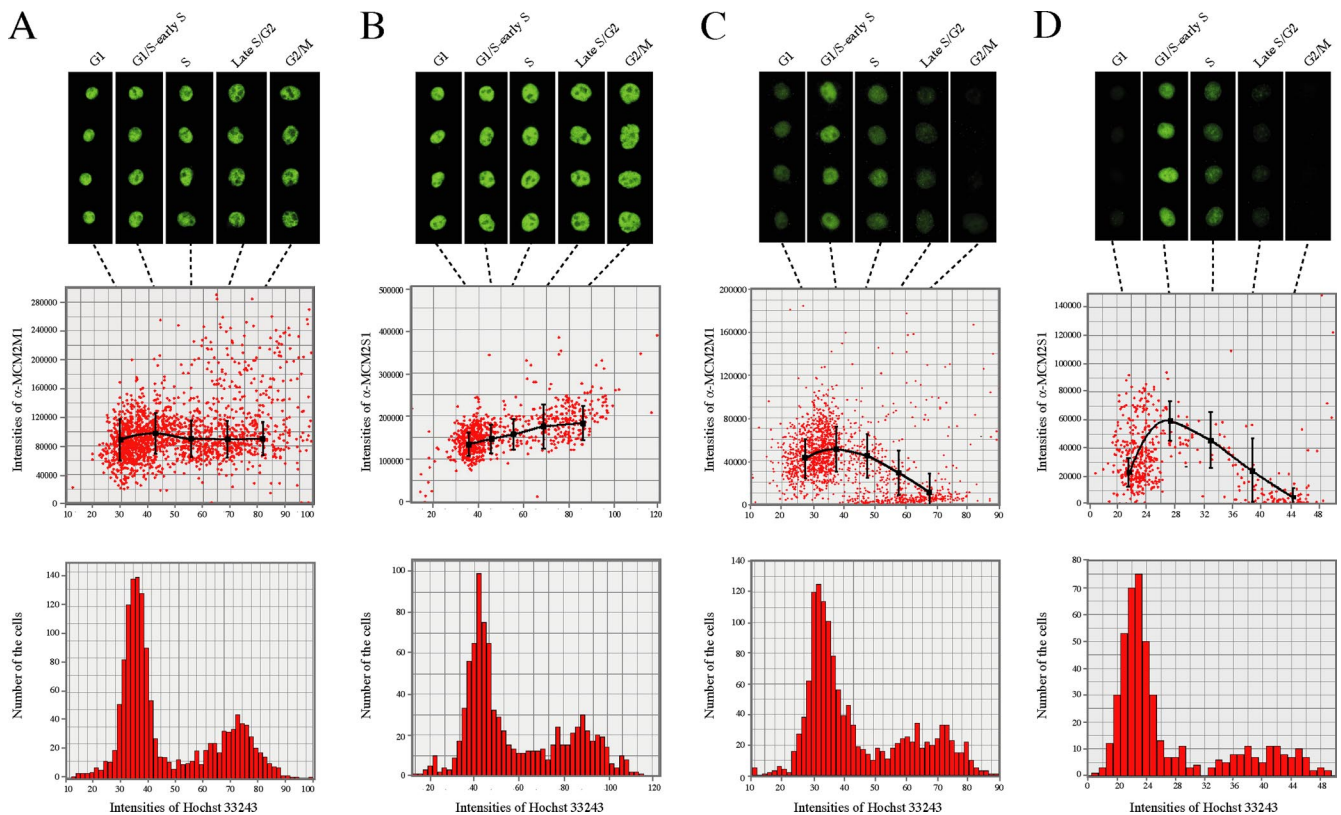 A
G1
G1/S-early S
S
Late S/G2
G2/M
B
G1
G1/S-early S
S
Late S/G2
G2/M
C
G1
G1/S-early S
S
Late S/G2
G2/M
D
G1
G1/S-early S
S
Late S/G2
G2/M
Intensities of α-MCM2M1
280000
240000
200000
160000
120000
80000
40000
0
10 20 30 40 50 60 70 80 90 100
Intensities of α-MCM2S1
500000
400000
300000
200000
100000
0
20 40 60 80 100 120
Intensities of α-MCM2M1
200000
160000
120000
80000
40000
0
10 20 30 40 50 60 70 80 90
Intensities of α-MCM2S1
140000
120000
100000
80000
60000
40000
20000
0
0 20 24 28 32 36 40 44 48
Number of the cells
140
120
100
80
60
40
20
0
10 20 30 40 50 60 70 80 90 100
Intensities of Hochst 33243
Number of the cells
100
80
60
40
20
0
20 40 60 80 100 120
Intensities of Hochst 33243
Number of the cells
140
120
100
80
60
40
20
0
10 20 30 40 50 60 70 80 90
Intensities of Hochst 33243
Number of the cells
80
75
60
50
40
30
25
10
0
0 20 24 28 32 36 40 44 48
Intensities of Hochst 33243